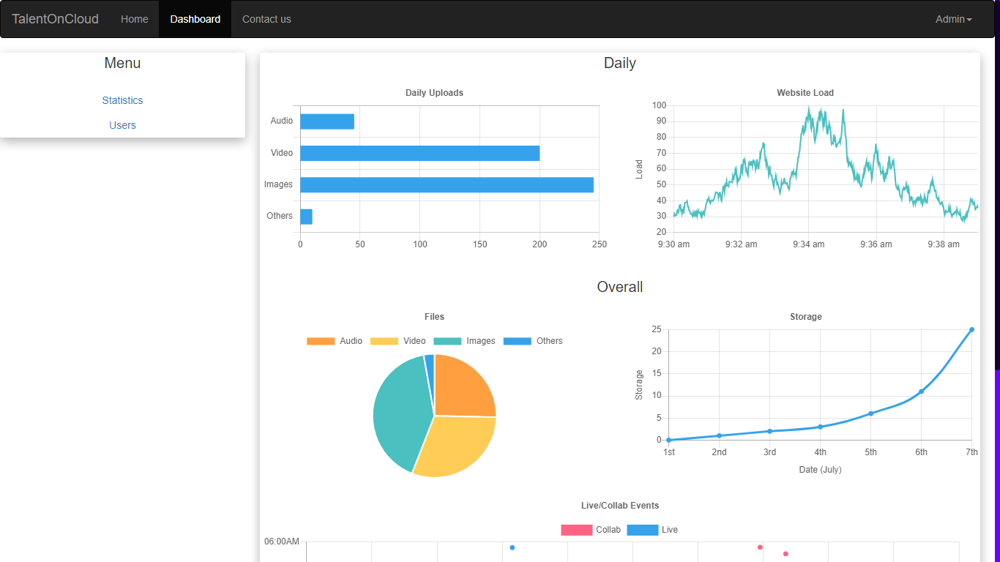 TalentOnCloud Home Dashboard Contact us Admin
Menu
Statistics
Users
Daily
Daily Uploads
Audio
Video
Images
Others
0 50 100 150 200 250
Website Load
Load
100
90
80
70
60
50
40
30
20
9:30 am 9:32 am 9:34 am 9:36 am 9:38 am
Overall
Files
Audio Video Images Others
Storage
Storage
25
20
15
10
5
0
1st 2nd 3rd 4th 5th 6th 7th
Date (July)
Live/Collab Events
Collab Live
06:00AM